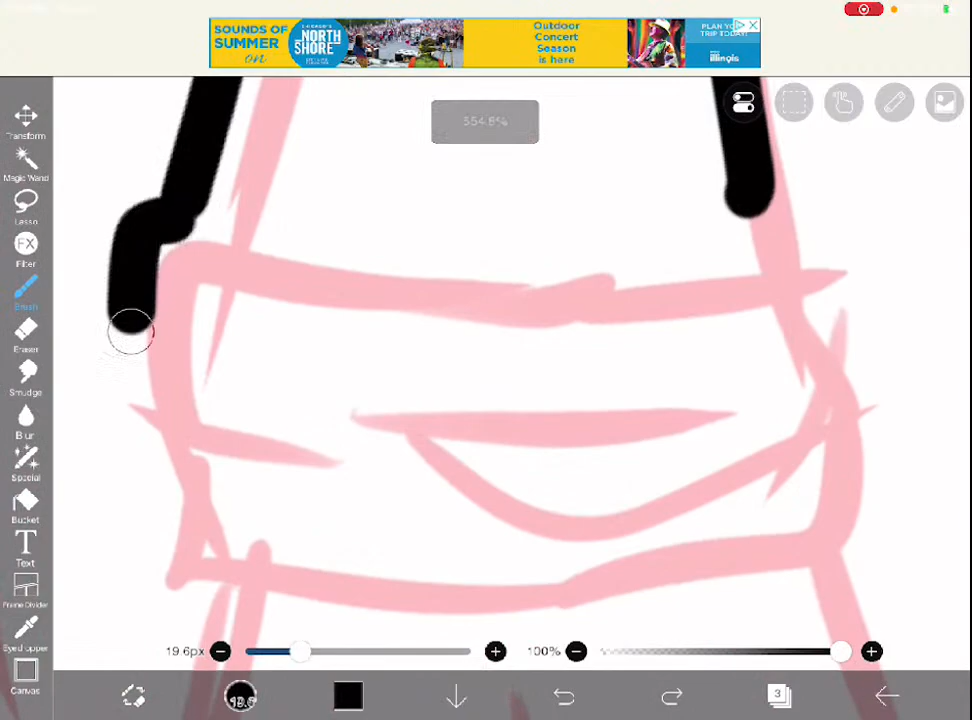 SOUNDS OF
SUMMER
on
NORTH
SHORE
Outdoor
Concert
Season
is here
PLAN YOUR
TRIP TODAY!
illinois
554.8%
Transform
Magic Wand
Lasso
FX
Filter
Brush
Eraser
Smudge
Blur
Special
Bucket
T
Text
Frame Divider
Eyedropper
Canvas
19.6px
100%
3